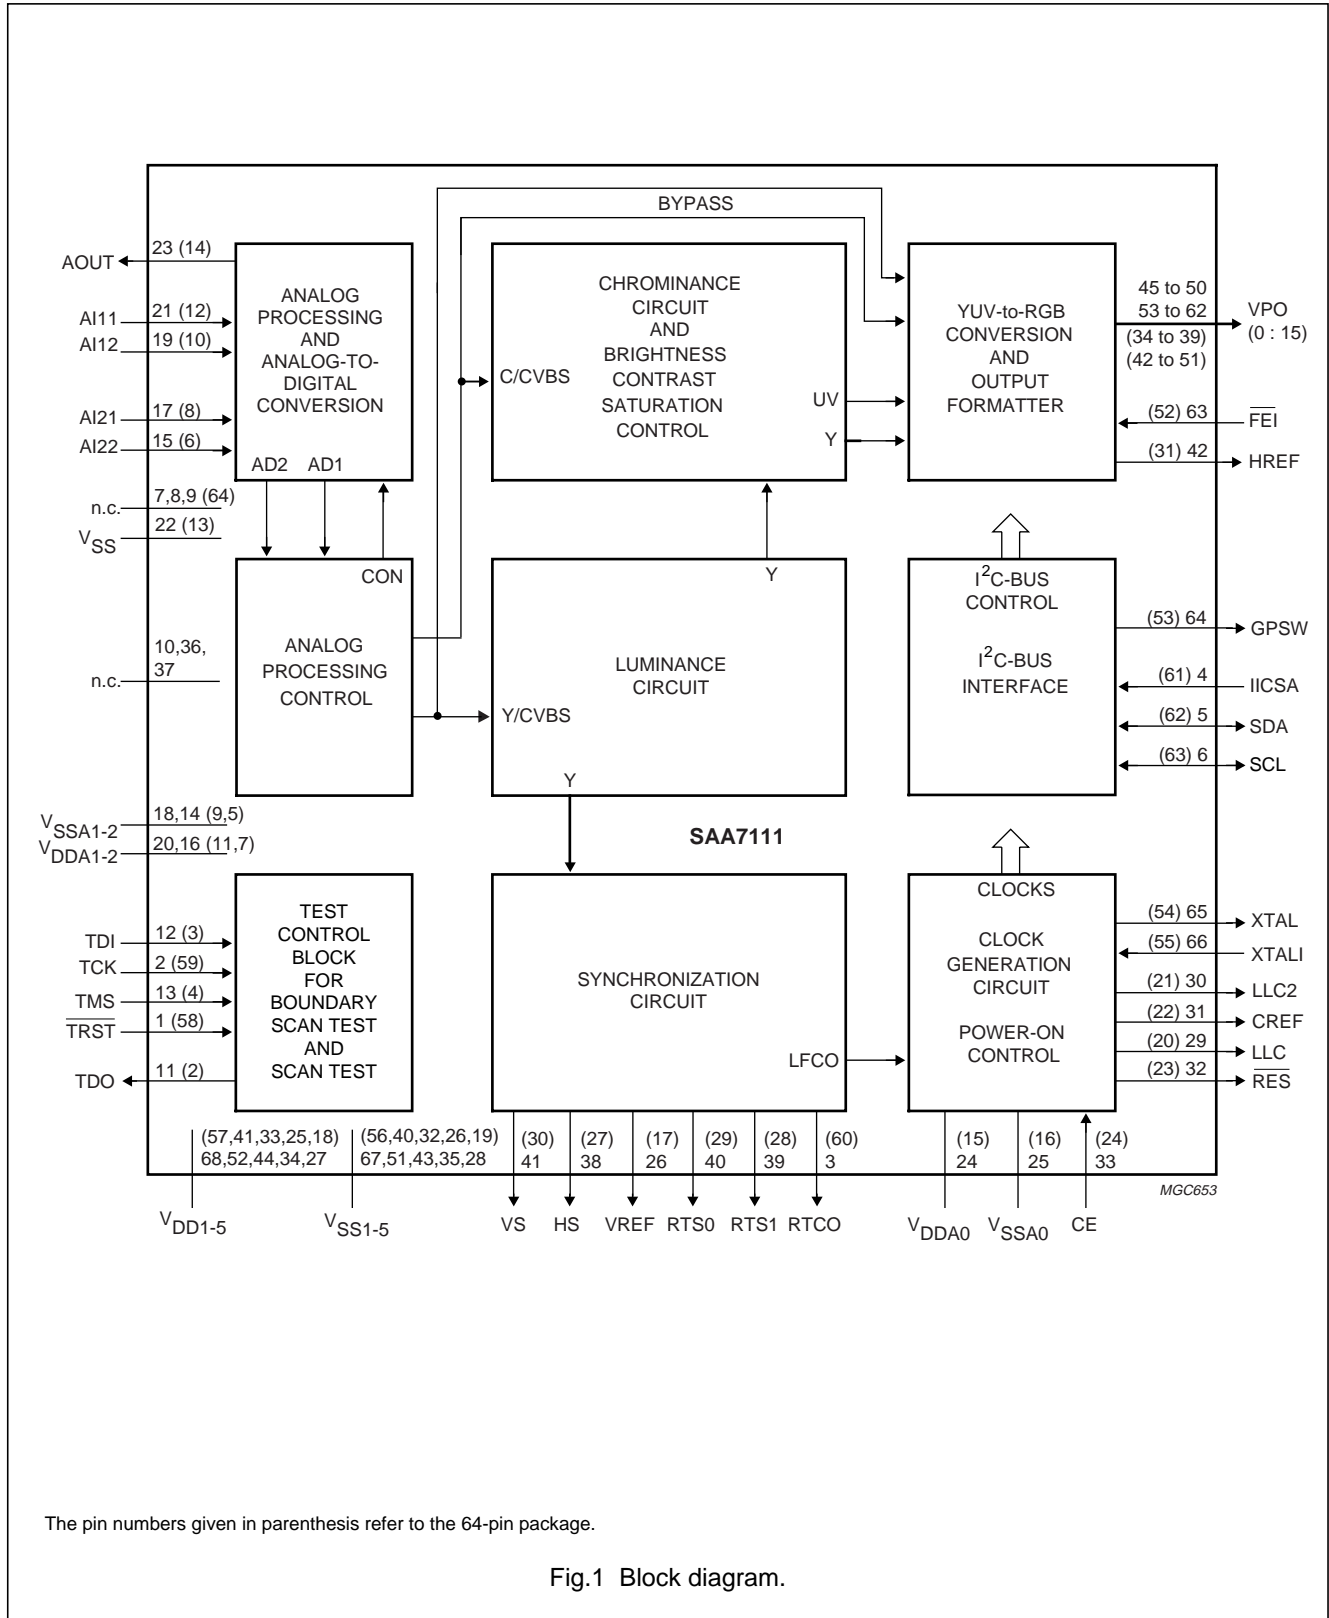 BYPASS
AOUT
23 (14)
AI11
21 (12)
AI12
19 (10)
AI21
17 (8)
AI22
15 (6)
n.c.
7,8,9 (64)
VSS
22 (13)
n.c.
10,36,
37
VSSA1-2
18,14 (9,5)
VDDA1-2
20,16 (11,7)
TDI
12 (3)
TCK
2 (59)
TMS
13 (4)
TRST
1 (58)
TDO
11 (2)
ANALOG
PROCESSING
AND
ANALOG-TO-
DIGITAL
CONVERSION
AD2
AD1
CON
ANALOG
PROCESSING
CONTROL
TEST
CONTROL
BLOCK
FOR
BOUNDARY
SCAN TEST
AND
SCAN TEST
CHROMINANCE
CIRCUIT
AND
BRIGHTNESS
CONTRAST
SATURATION
CONTROL
C/CVBS
UV
Y
Y
LUMINANCE
CIRCUIT
Y/CVBS
Y
SAA7111
SYNCHRONIZATION
CIRCUIT
LFCO
YUV-to-RGB
CONVERSION
AND
OUTPUT
FORMATTER
I2C-BUS
CONTROL
I2C-BUS
INTERFACE
CLOCKS
CLOCK
GENERATION
CIRCUIT
POWER-ON
CONTROL
45 to 50
53 to 62
(34 to 39)
(42 to 51)
VPO
(0 : 15)
(52) 63
FEI
(31) 42
HREF
(53) 64
GPSW
(61) 4
IICSA
(62) 5
SDA
(63) 6
SCL
(54) 65
XTAL
(55) 66
XTALI
(21) 30
LLC2
(22) 31
CREF
(20) 29
LLC
(23) 32
RES
(57,41,33,25,18)
68,52,44,34,27
VDD1-5
(56,40,32,26,19)
67,51,43,35,28
VSS1-5
(30)
41
VS
(27)
38
HS
(17)
26
VREF
(29)
40
RTS0
(28)
39
RTS1
(60)
3
RTCO
(15)
24
VDDA0
(16)
25
VSSA0
(24)
33
CE
MGC653
The pin numbers given in parenthesis refer to the 64-pin package.
Fig.1 Block diagram.